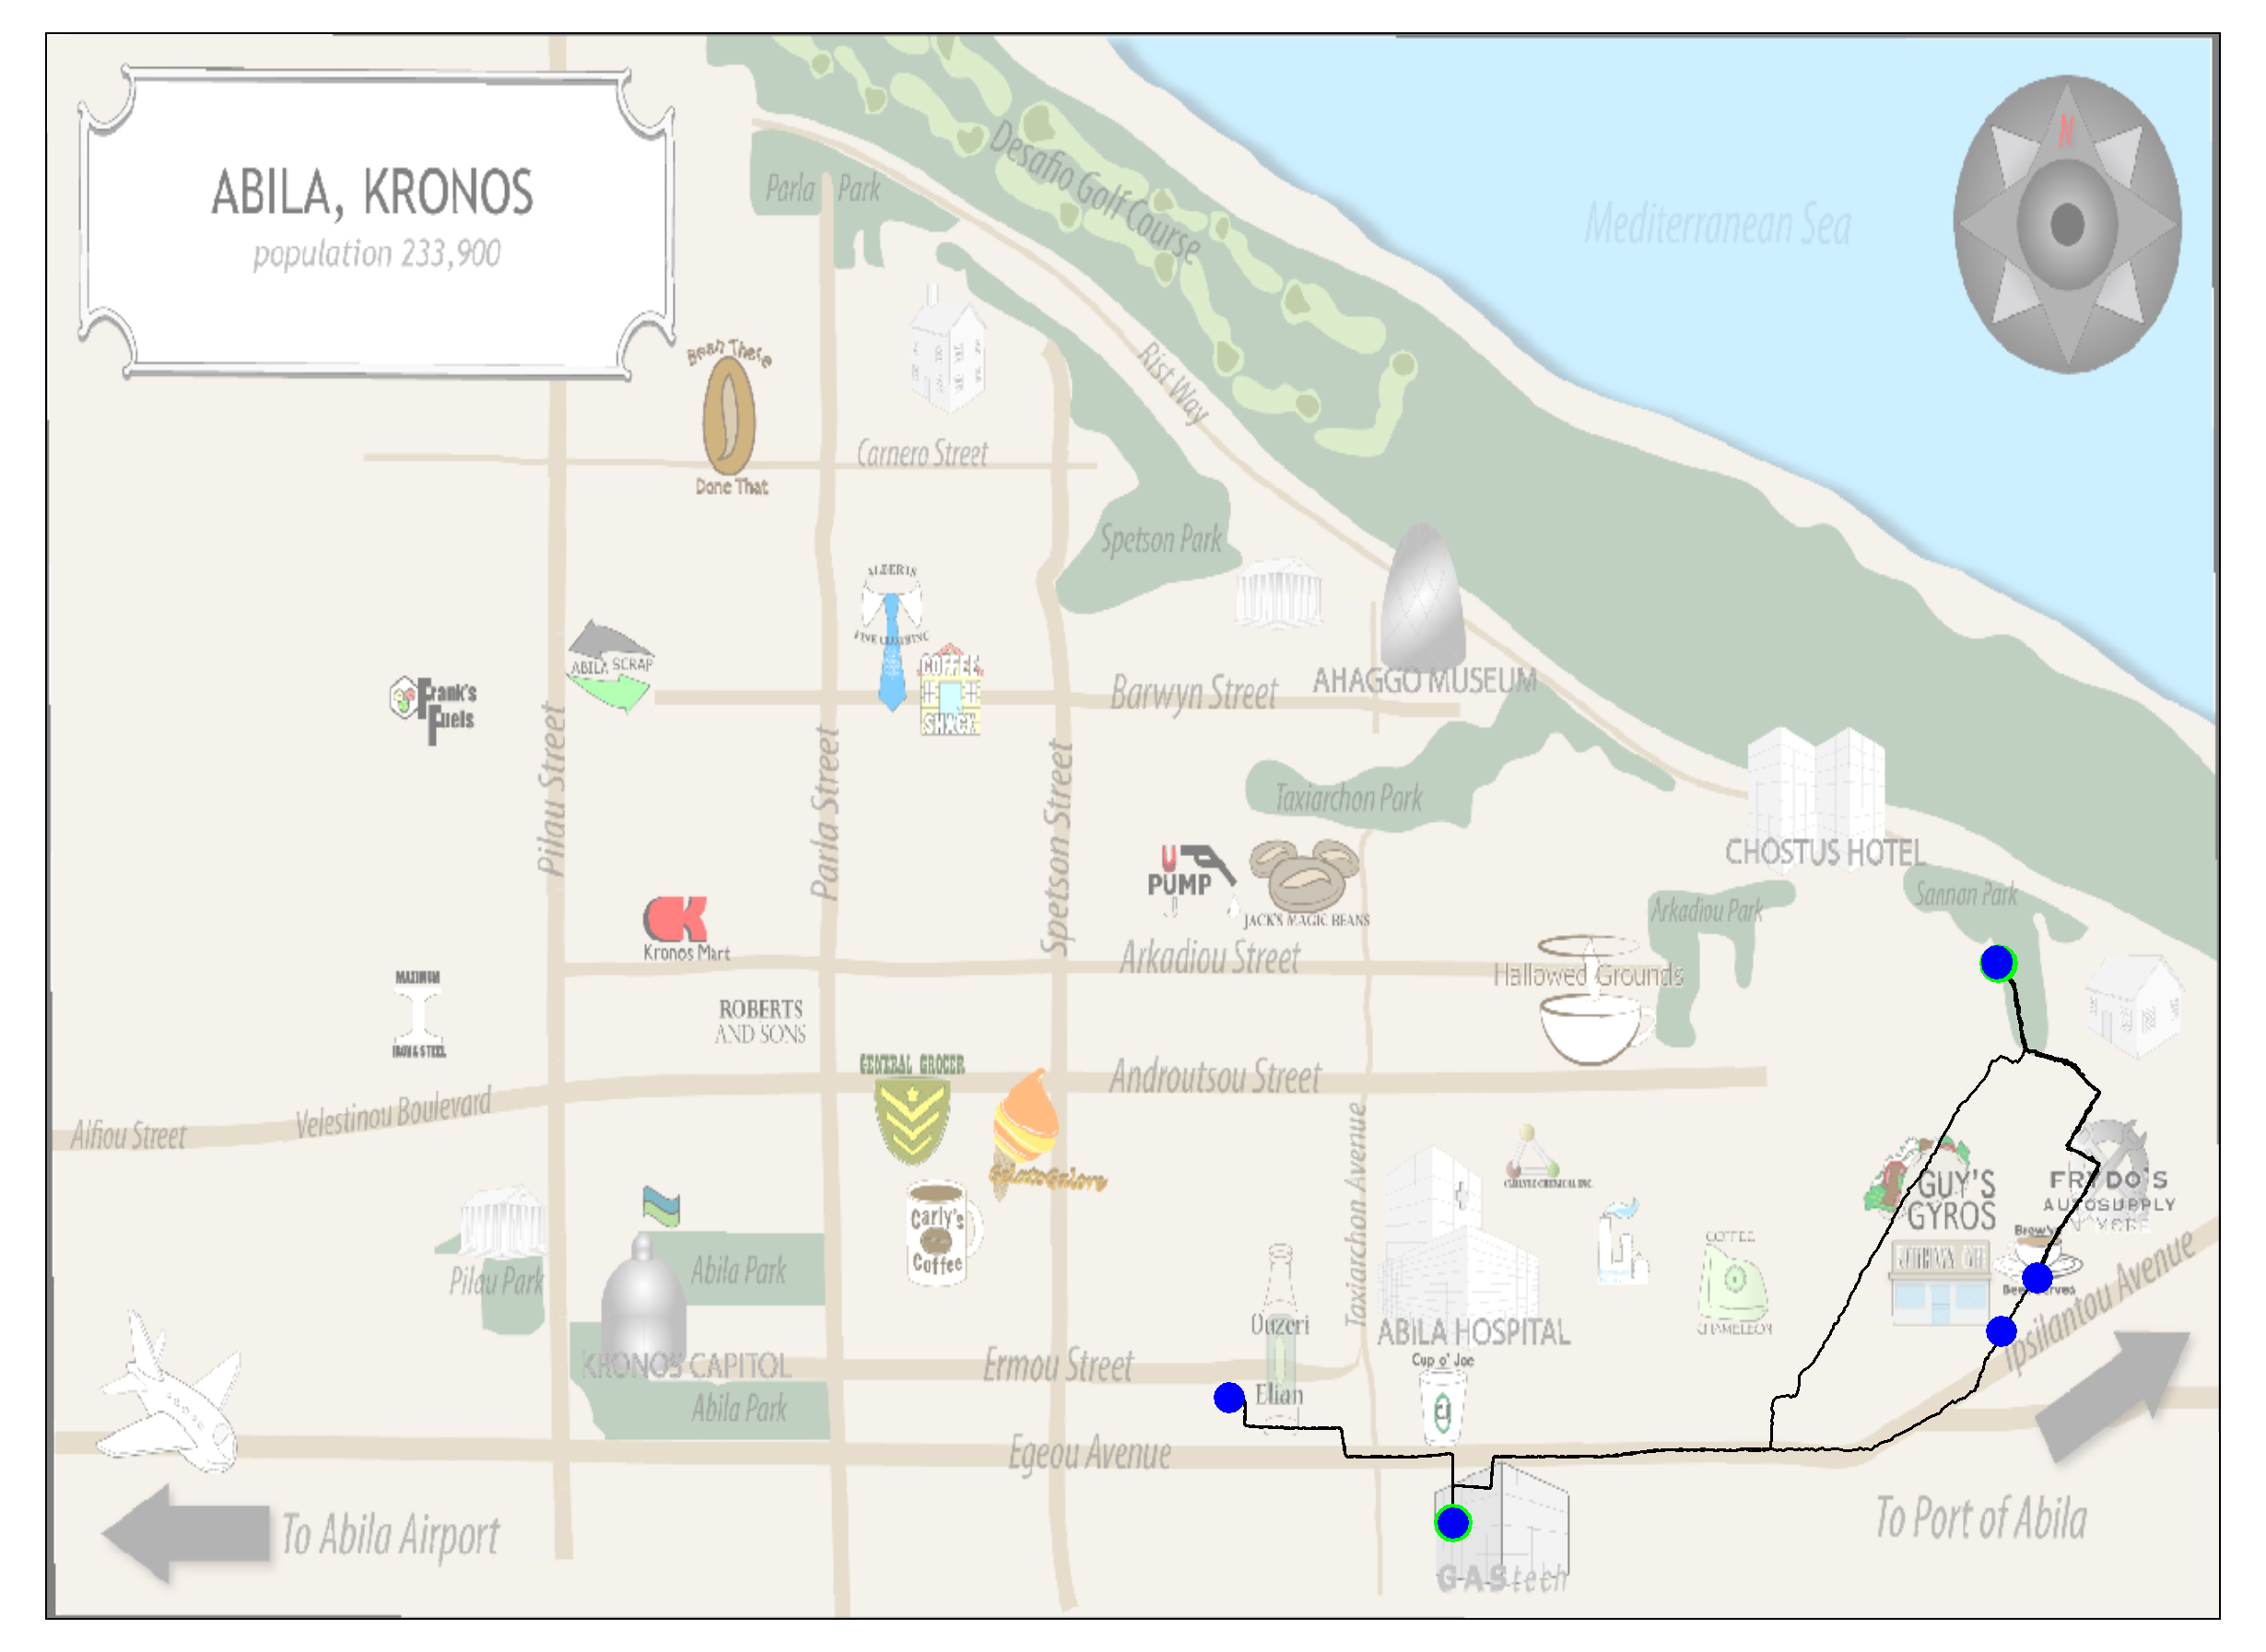 ABILA, KRONOS
population 233,900
N
Mediterranean Sea
Desafio Golf Course
Parla Park
Rist Way
Bean There
Done That
Carnero Street
Spetson Park
ALBERTS
FINE CLOTHING
ABILA SCRAP
Frank's
Fuels
COFFEE
SHACK
Barwyn Street
AHAGGO MUSEUM
Pilau Street
Parla Street
Spetson Street
Taxiarchon Park
CHOSTUS HOTEL
U
PUMP
JACK'S MAGIC BEANS
Arkadiou Park
Sannan Park
Kronos Mart
Arkadiou Street
Hallowed Grounds
MAXIMUM
IRON & STEEL
ROBERTS
AND SONS
GENERAL GROCER
Androutsou Street
Alfiou Street
Velestinou Boulevard
GelatoGalore
Taxiarchon Avenue
CARLYLE CHEMICAL INC.
GUY'S
GYROS
FRYDO'S
AUTOSUPPLY
N' MORE
Carly's
Coffee
Pilau Park
Abila Park
COFFEE
CHAMELEON
Ipsilantou Avenue
Ouzeri
Elian
ABILA HOSPITAL
KRONOS CAPITOL
Ermou Street
Cup o' Joe
CJ
Abila Park
Egeou Avenue
To Abila Airport
To Port of Abila
GAStech